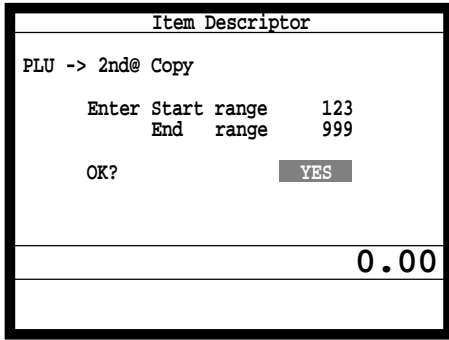 Item Descriptor
PLU -> 2nd@ Copy
Enter Start range 123
End range 999
OK? YES
0.00